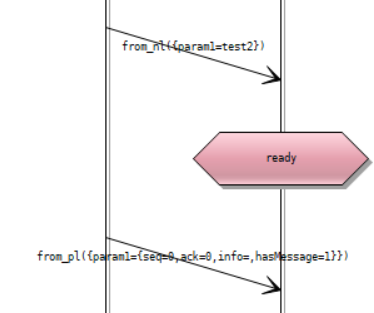 from_nl({param1=test2})
ready
from_pl({param1={seq=0,ack=0,info=,hasMessage=1}})